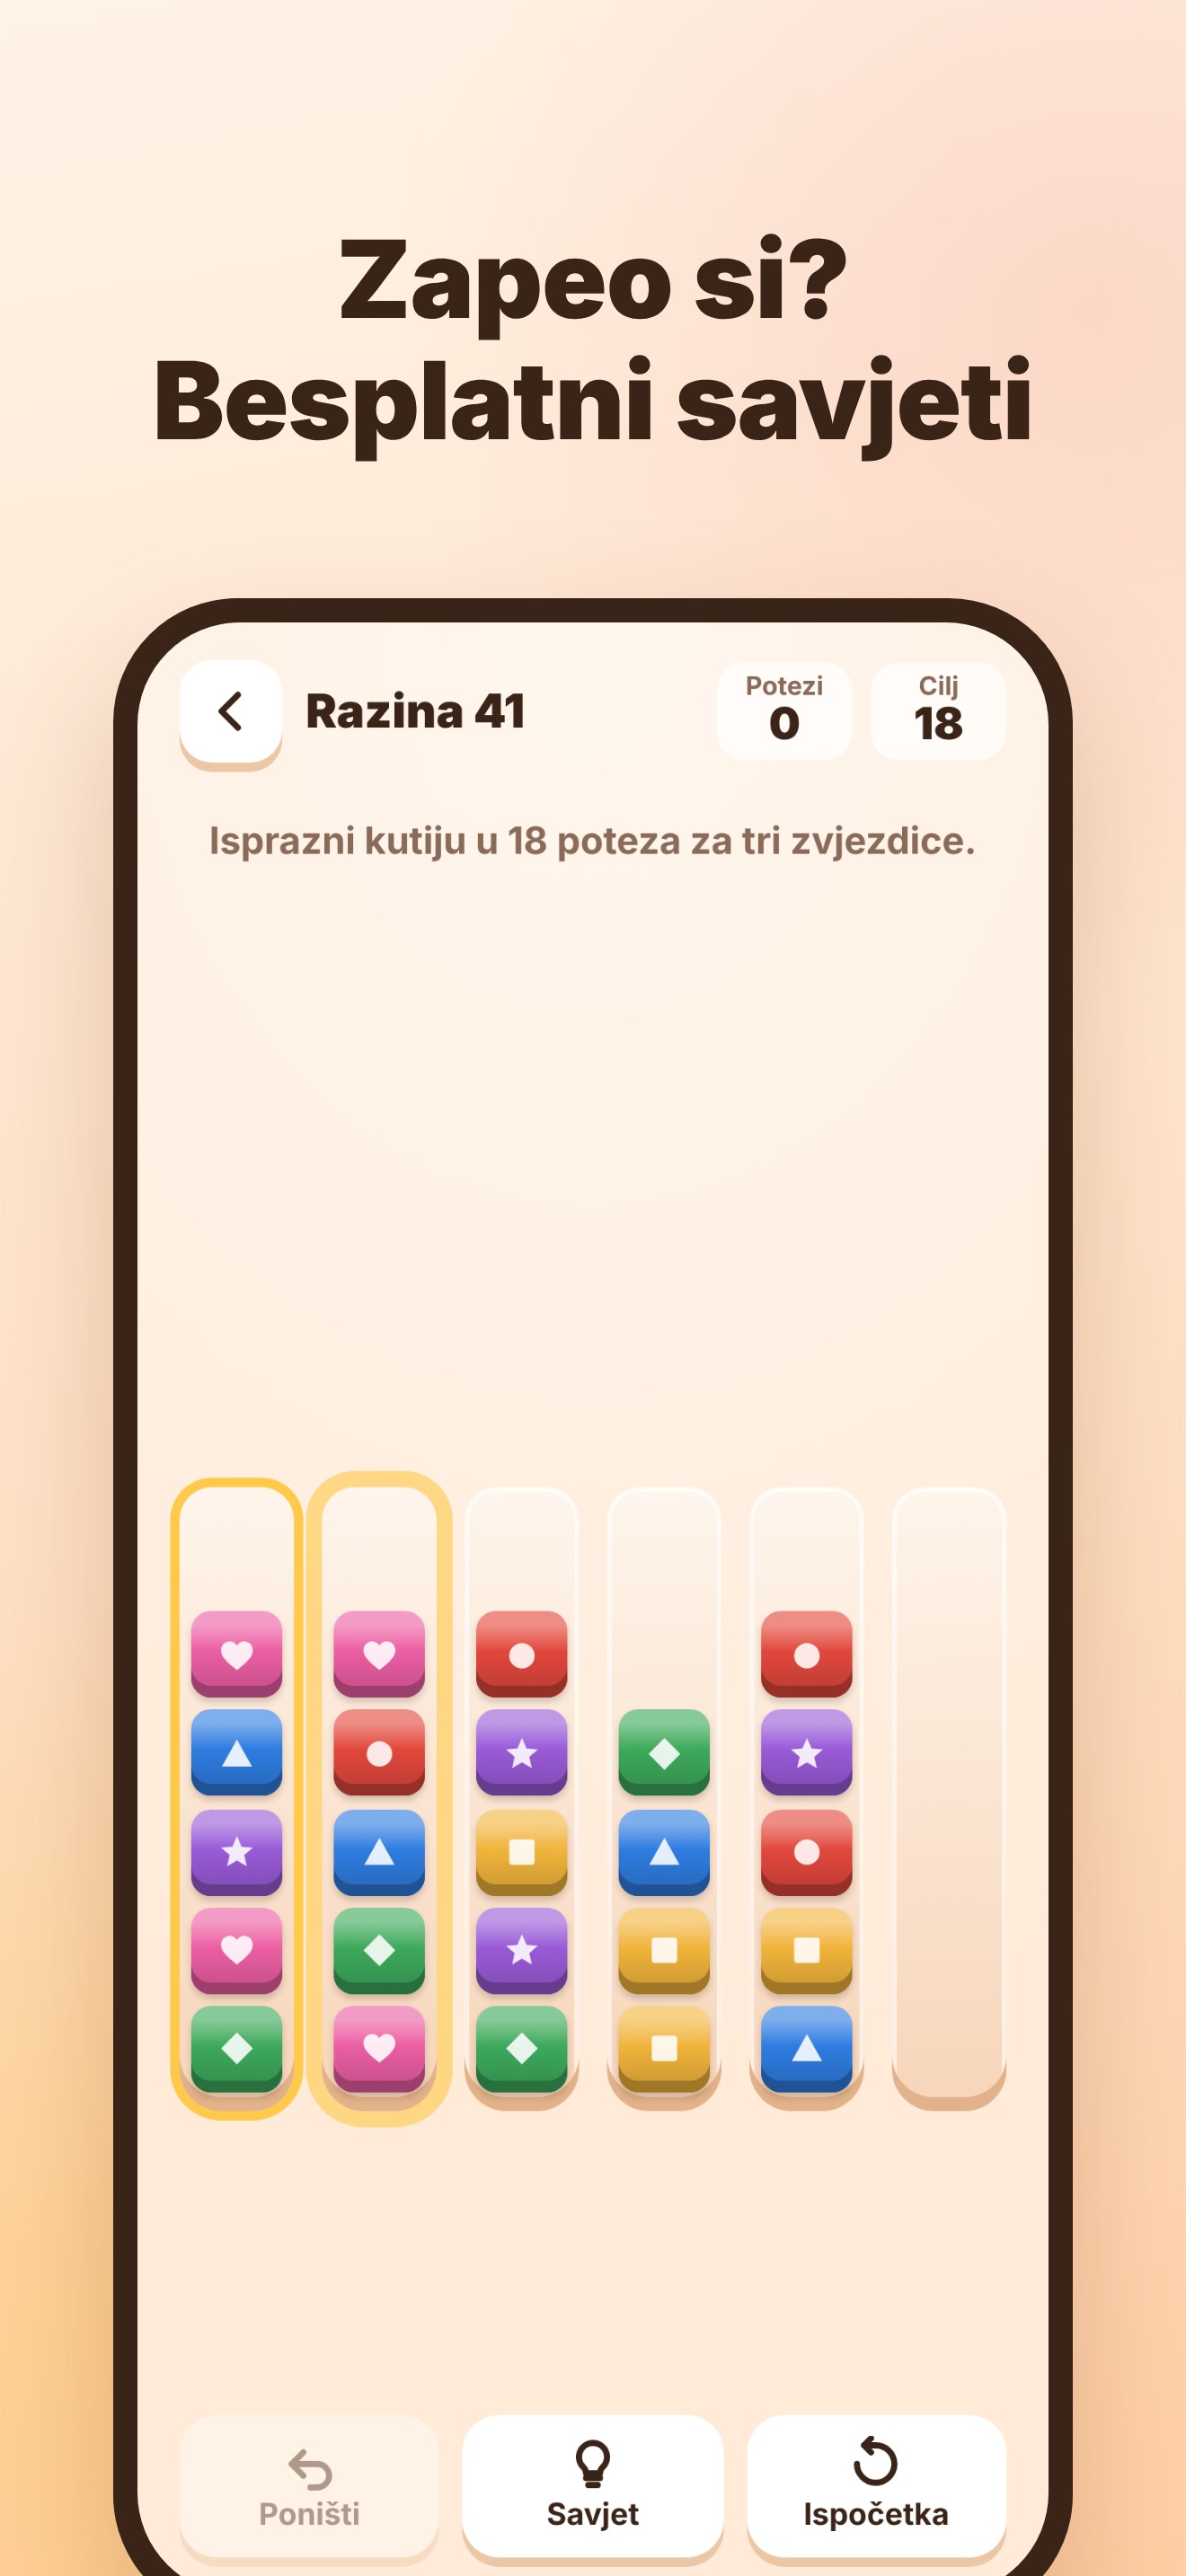 Zapeo si?
Besplatni savjeti
Razina 41
Potezi
0
Cilj
18
Isprazni kutiju u 18 poteza za tri zvjezdice.
Poništi
Savjet
Ispočetka